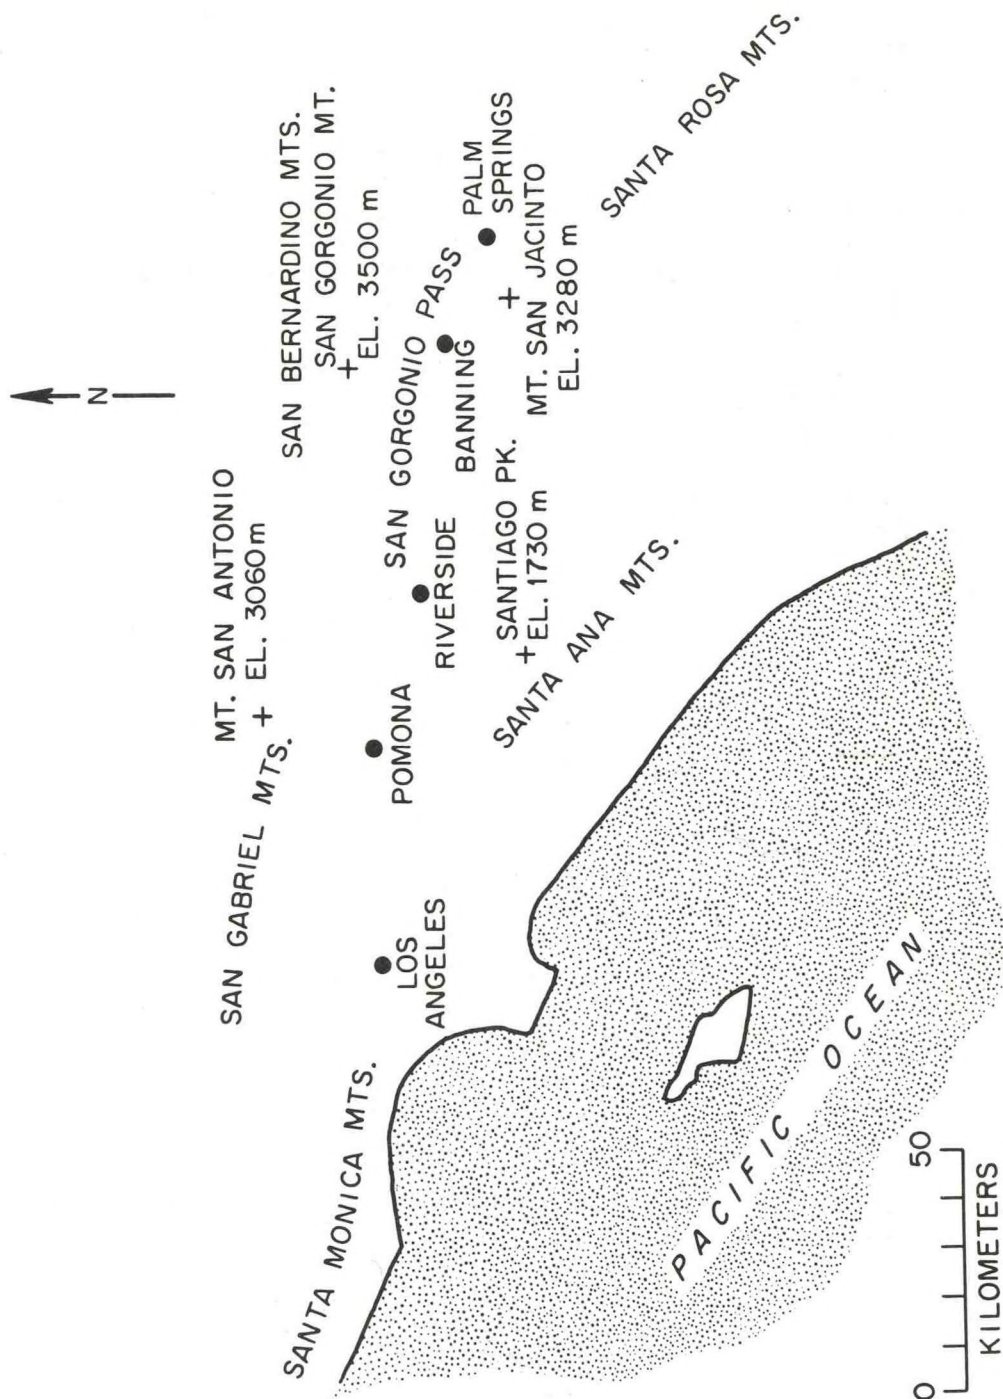 N
MT. SAN ANTONIO
EL. 3060m
SAN GABRIEL MTS.
SAN BERNARDINO MTS.
SAN GORGONIO MT.
EL. 3500 m
SANTA MONICA MTS.
LOS
ANGELES
POMONA
RIVERSIDE
SAN GORGONIO PASS
BANNING
PALM
SPRINGS
MT. SAN JACINTO
EL. 3280 m
SANTIAGO PK.
EL. 1730 m
SANTA ANA MTS.
SANTA ROSA MTS.
PACIFIC OCEAN
0 50
KILOMETERS